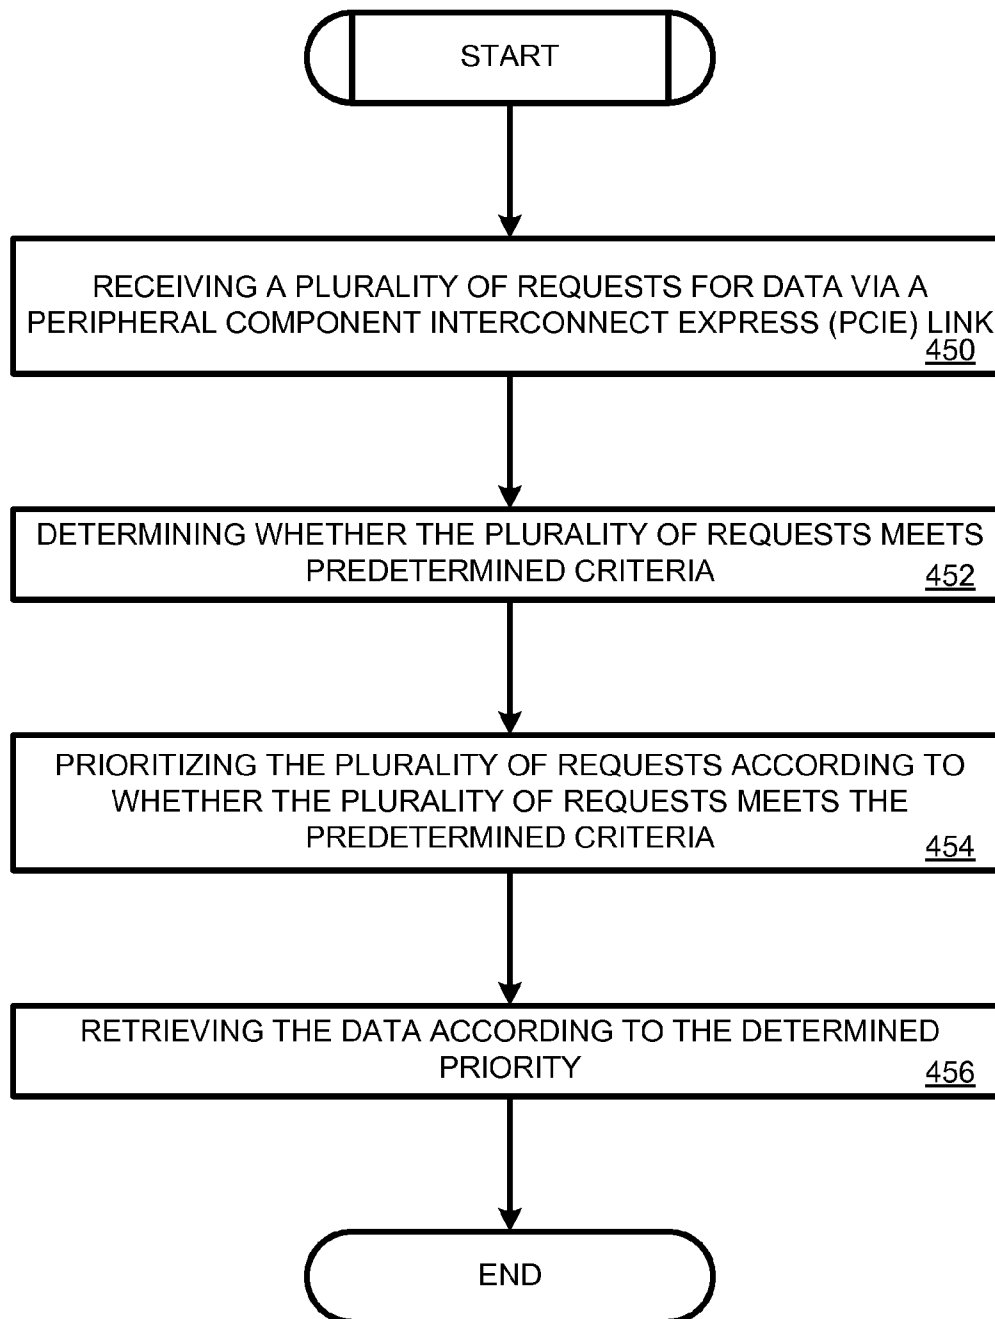 START
RECEIVING A PLURALITY OF REQUESTS FOR DATA VIA A
PERIPHERAL COMPONENT INTERCONNECT EXPRESS (PCIE) LINK
450
DETERMINING WHETHER THE PLURALITY OF REQUESTS MEETS
PREDETERMINED CRITERIA
452
PRIORITIZING THE PLURALITY OF REQUESTS ACCORDING TO
WHETHER THE PLURALITY OF REQUESTS MEETS THE
PREDETERMINED CRITERIA
454
RETRIEVING THE DATA ACCORDING TO THE DETERMINED
PRIORITY
456
END